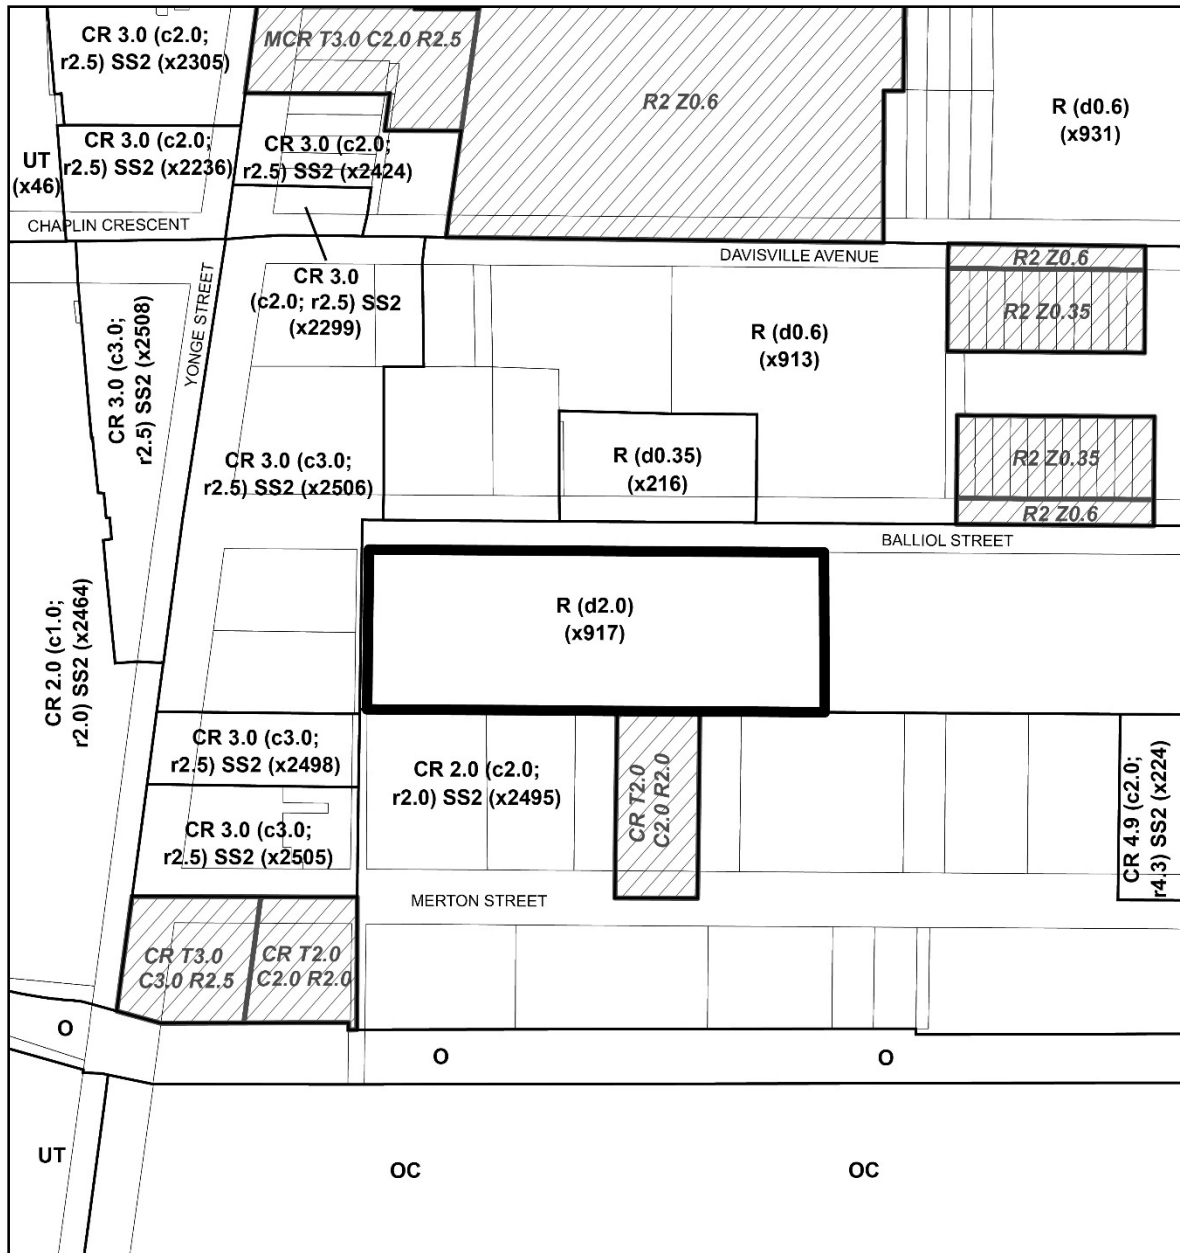 CR 3.0 (c2.0;
r2.5) SS2 (x2305)
MCR T3.0 C2.0 R2.5
R2 Z0.6
R (d0.6)
(x931)
UT
(x46)
CR 3.0 (c2.0;
r2.5) SS2 (x2236)
CR 3.0 (c2.0;
r2.5) SS2 (x2424)
CHAPLIN CRESCENT
DAVISVILLE AVENUE
CR 3.0
(c2.0; r2.5) SS2
(x2299)
R2 Z0.6
R2 Z0.35
YONGE STREET
CR 3.0 (c3.0;
r2.5) SS2 (x2508)
R (d0.6)
(x913)
CR 3.0 (c3.0;
r2.5) SS2 (x2506)
R (d0.35)
(x216)
R2 Z0.35
R2 Z0.6
BALLIOL STREET
R (d2.0)
(x917)
CR 2.0 (c1.0;
r2.0) SS2 (x2464)
CR 3.0 (c3.0;
r2.5) SS2 (x2498)
CR 2.0 (c2.0;
r2.0) SS2 (x2495)
CR T2.0
C2.0 R2.0
CR 4.9 (c2.0;
r4.3) SS2 (x224)
CR 3.0 (c3.0;
r2.5) SS2 (x2505)
MERTON STREET
CR T3.0
C3.0 R2.5
CR T2.0
C2.0 R2.0
O
O
O
UT
OC
OC